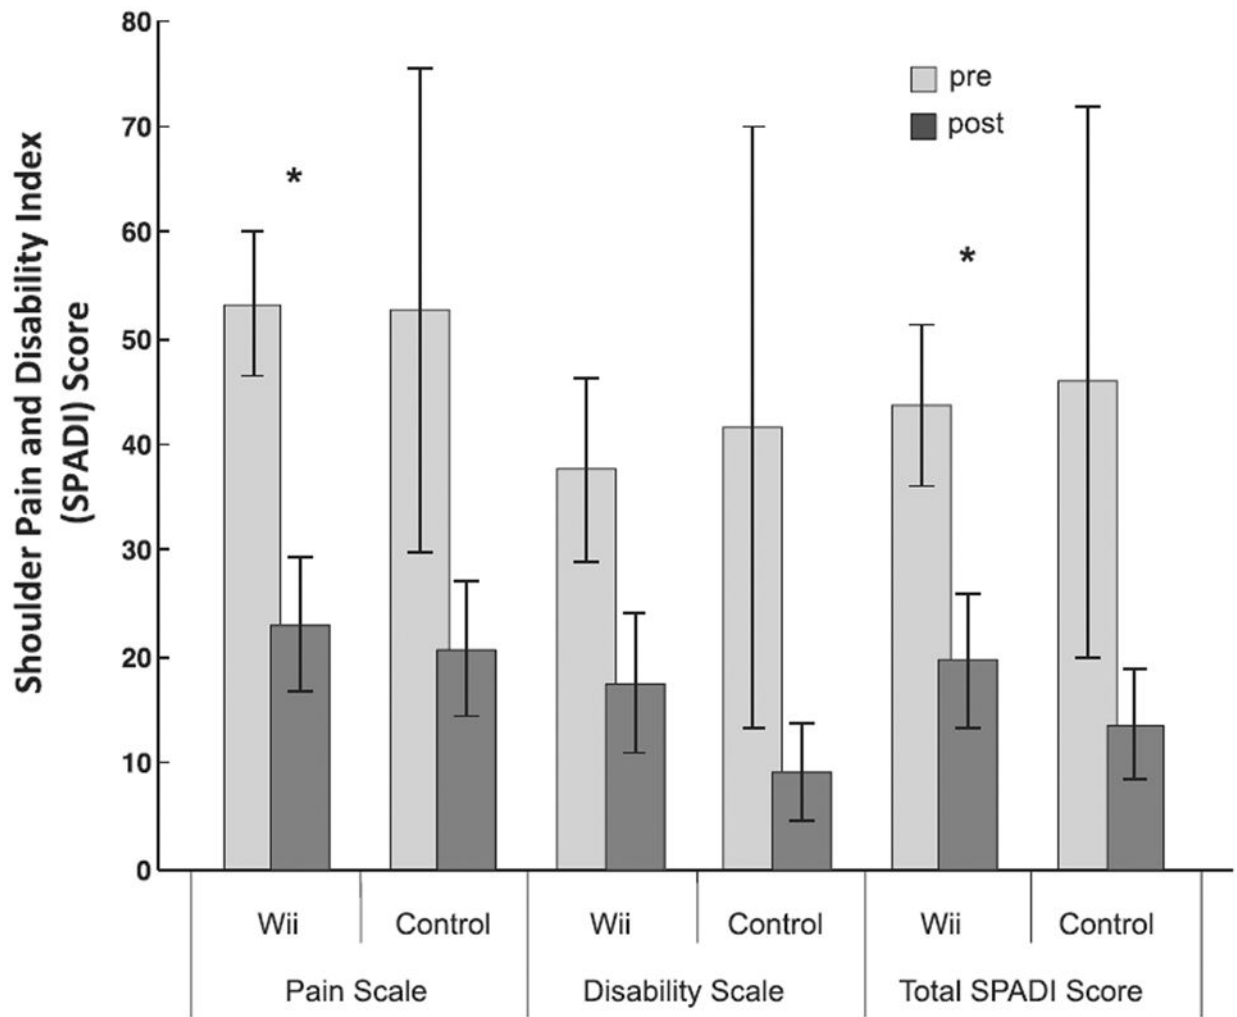 Shoulder Pain and Disability Index
(SPADI) Score
80
70
60
50
40
30
20
10
0
pre
post
*
*
Wii
Control
Wii
Control
Wii
Control
Pain Scale
Disability Scale
Total SPADI Score